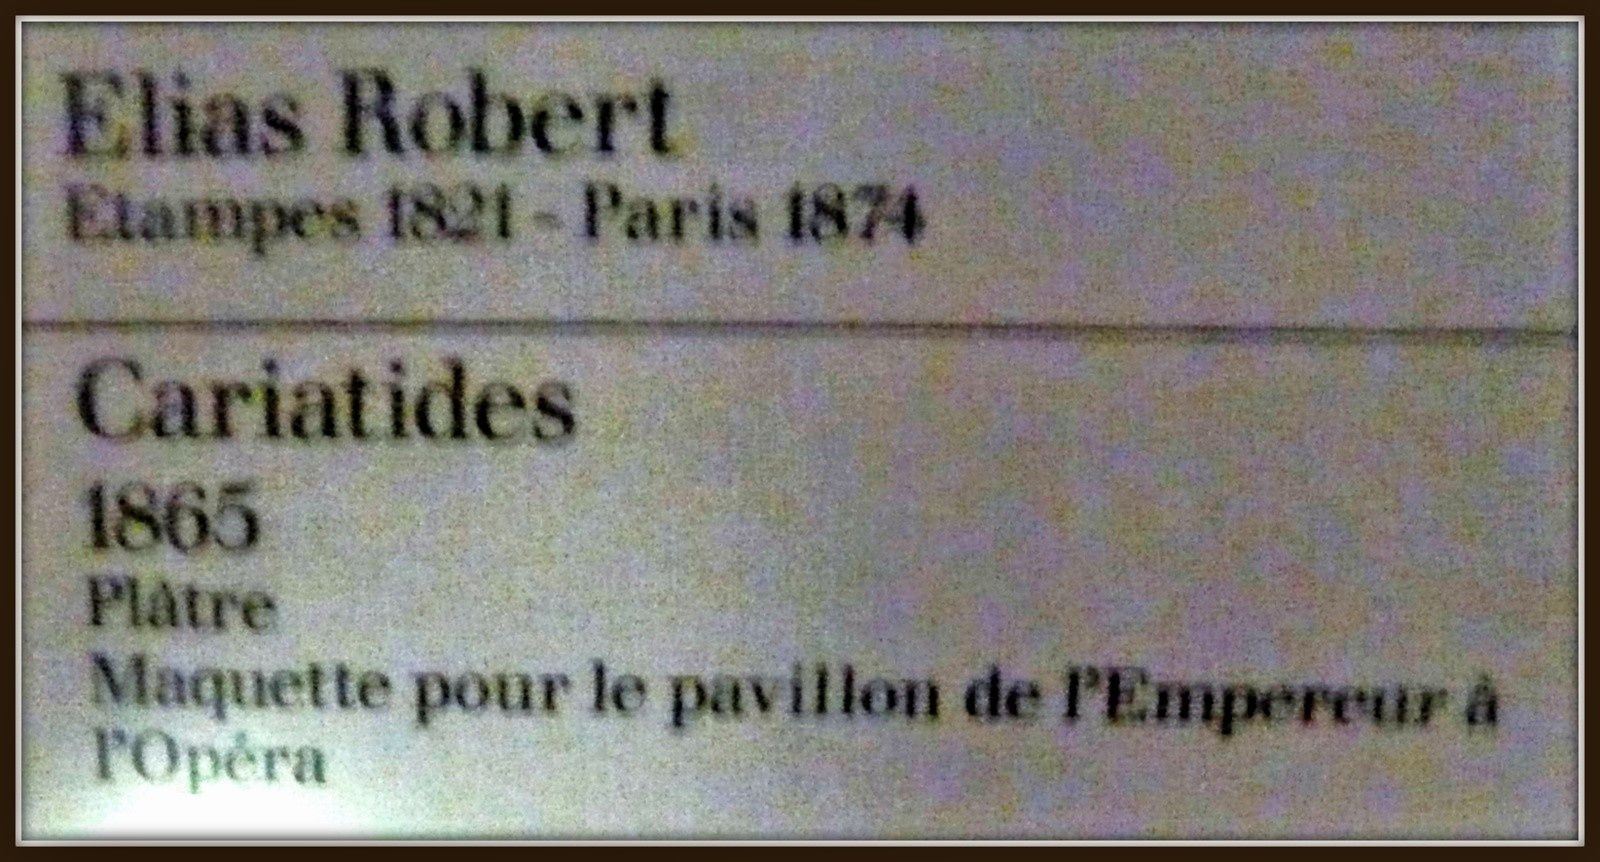 Elias Robert
Etampes 1821 - Paris 1874
Cariatides
1865
Plâtre
Maquette pour le pavillon de l'Empereur à
l'Opéra